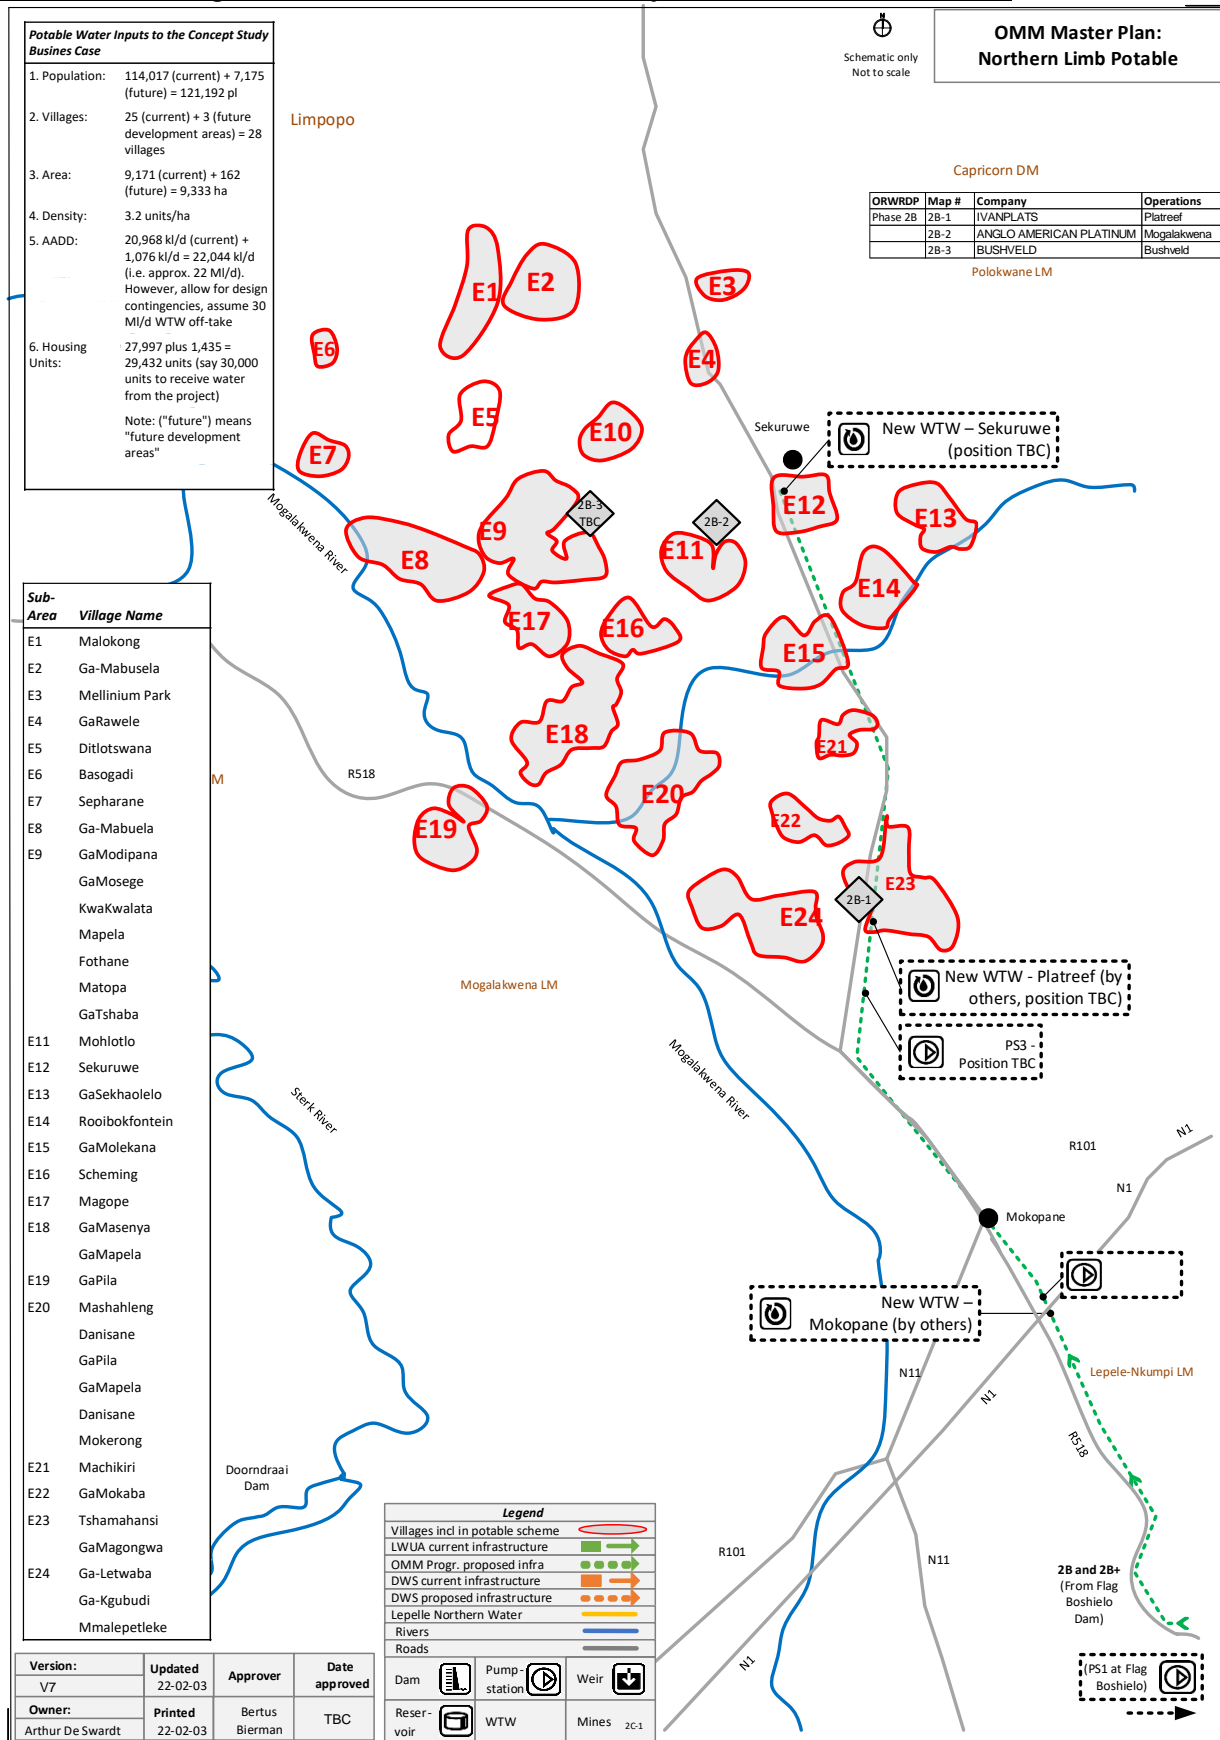 OMM Master Plan:
Northern Limb Potable
N
Schematic only
Not to scale
Potable Water Inputs to the Concept Study
Busines Case
1. Population: 114,017 (current) + 7,175
(future) = 121,192 pl
2. Villages: 25 (current) + 3 (future
development areas) = 28
villages
3. Area: 9,171 (current) + 162
(future) = 9,333 ha
4. Density: 3.2 units/ha
5. AADD: 20,968 kl/d (current) +
1,076 kl/d = 22,044 kl/d
(i.e. approx. 22 Ml/d).
However, allow for design
contingencies, assume 30
Ml/d WTW off-take
6. Housing 27,997 plus 1,435 =
Units: 29,432 units (say 30,000
units to receive water
from the project)
Note: ("future") means
"future development
areas"
Limpopo
Capricorn DM
ORWRDP Map # Company Operations
Phase 2B 2B-1 IVANPLATS Platreef
2B-2 ANGLO AMERICAN PLATINUM Mogalakwena
2B-3 BUSHVELD Bushveld
Polokwane LM
E1
E2
E3
E4
E6
E5
E10
E7
Sekuruwe
New WTW – Sekuruwe
(position TBC)
E12
E13
2B-3
TBC
2B-2
E9
E11
E8
E14
Mogalakwena River
E17
E16
E15
E18
E21
E20
E22
E19
E23
E24
2B-1
R518
M
New WTW - Platreef (by
others, position TBC)
PS3 -
Position TBC
Mogalakwena LM
Mogalakwena River
Sterk River
R101
N1
N1
Mokopane
New WTW –
Mokopane (by others)
Lepele-Nkumpi LM
N11
N1
R518
Doorndraai
Dam
R101
N11
N1
2B and 2B+
(From Flag
Boshielo
Dam)
(PS1 at Flag
Boshielo)
Sub-
Area Village Name
E1 Malokong
E2 Ga-Mabusela
E3 Mellinium Park
E4 GaRawele
E5 Ditlotswana
E6 Basogadi
E7 Sepharane
E8 Ga-Mabuela
E9 GaModipana
GaMosege
KwaKwalata
Mapela
Fothane
Matopa
GaTshaba
E11 Mohlotlo
E12 Sekuruwe
E13 GaSekhaolelo
E14 Rooibokfontein
E15 GaMolekana
E16 Scheming
E17 Magope
E18 GaMasenya
GaMapela
E19 GaPila
E20 Mashahleng
Danisane
GaPila
GaMapela
Danisane
Mokerong
E21 Machikiri
E22 GaMokaba
E23 Tshamahansi
GaMagongwa
E24 Ga-Letwaba
Ga-Kgubudi
Mmalepetleke
Legend
Villages incl in potable scheme
LWUA current infrastructure
OMM Progr. proposed infra
DWS current infrastructure
DWS proposed infrastructure
Lepelle Northern Water
Rivers
Roads
Dam
Pump-
station
Weir
Reser-
voir
WTW
Mines 2C-1
Version: V7
Updated 22-02-03
Approver
Date approved
Owner: Arthur De Swardt
Printed 22-02-03
Bertus Bierman
TBC